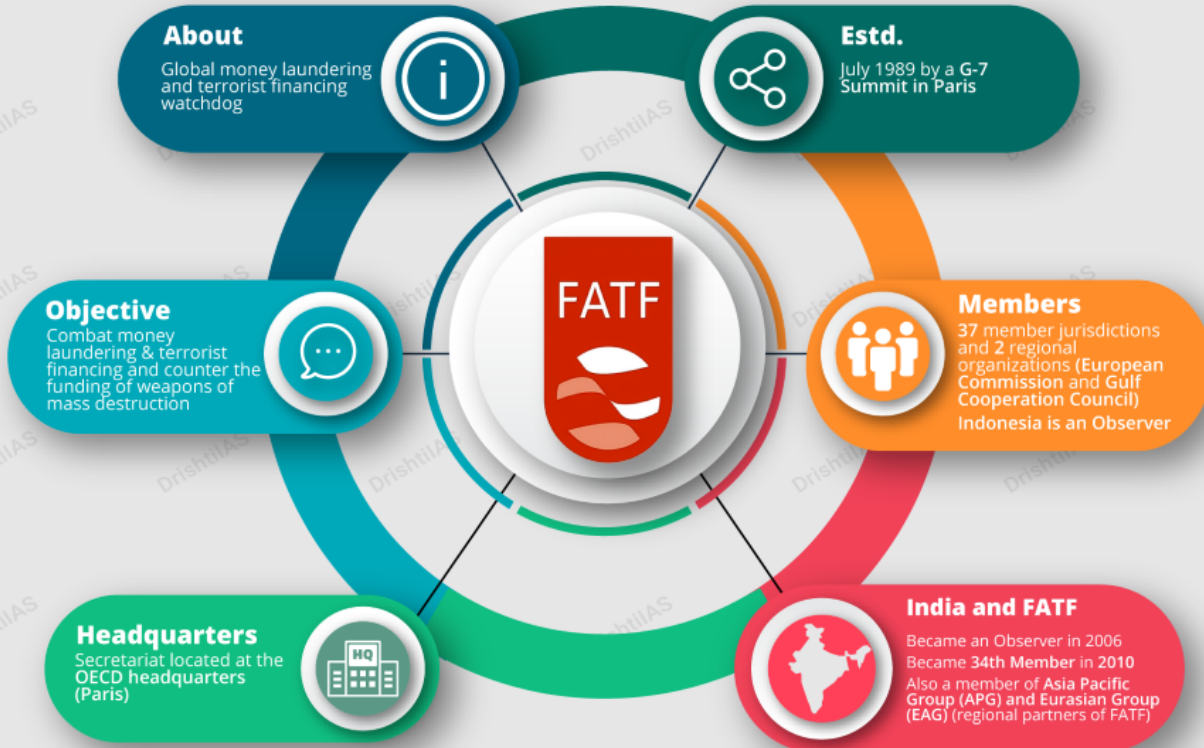 About
Global money laundering
and terrorist financing
watchdog
Estd.
July 1989 by a G-7
Summit in Paris
FATF
Objective
Combat money
laundering & terrorist
financing and counter the
funding of weapons of
mass destruction
Members
37 member jurisdictions
and 2 regional
organizations (European
Commission and Gulf
Cooperation Council)
Indonesia is an Observer
Headquarters
Secretariat located at the
OECD headquarters
(Paris)
HQ
India and FATF
Became an Observer in 2006
Became 34th Member in 2010
Also a member of Asia Pacific
Group (APG) and Eurasian Group
(EAG) (regional partners of FATF)
DrishtiIAS